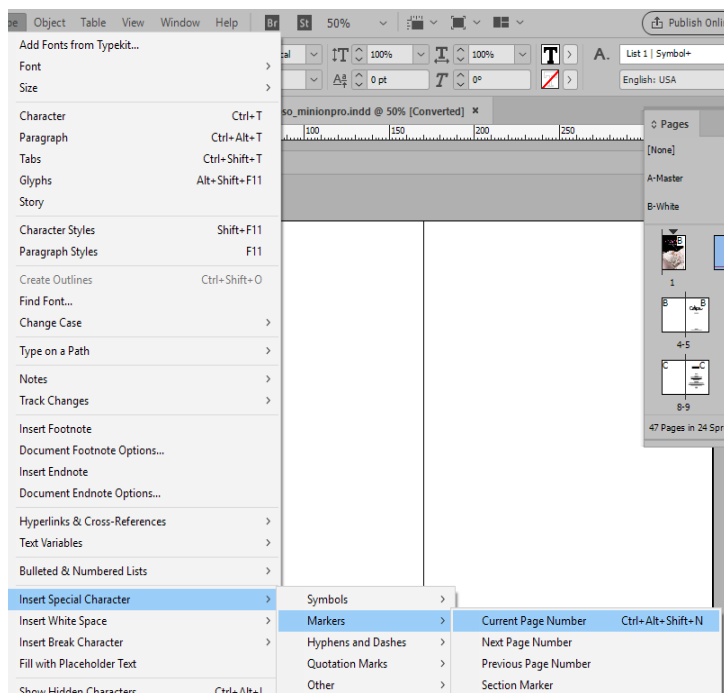 Object Table View Window Help Br St 50% Publish Onli
100% 100% T A. List 1 | Symbol+
0 pt T 0° English: USA
so_minionpro.indd @ 50% [Converted] ×
100 150 200 250
Add Fonts from Typekit...
Font
Size
Character Ctrl+T
Paragraph Ctrl+Alt+T
Tabs Ctrl+Shift+T
Glyphs Alt+Shift+F11
Story
Character Styles Shift+F11
Paragraph Styles F11
Create Outlines Ctrl+Shift+O
Find Font...
Change Case
Type on a Path
Notes
Track Changes
Insert Footnote
Document Footnote Options...
Insert Endnote
Document Endnote Options...
Hyperlinks & Cross-References
Text Variables
Bulleted & Numbered Lists
Insert Special Character
Insert White Space
Insert Break Character
Fill with Placeholder Text
Show Hidden Characters Ctrl+Alt+I
Symbols
Markers
Hyphens and Dashes
Quotation Marks
Other
Current Page Number Ctrl+Alt+Shift+N
Next Page Number
Previous Page Number
Section Marker
Pages
[None]
A-Master
B-White
B
1
B B
4-5
C C
8-9
47 Pages in 24 Spr